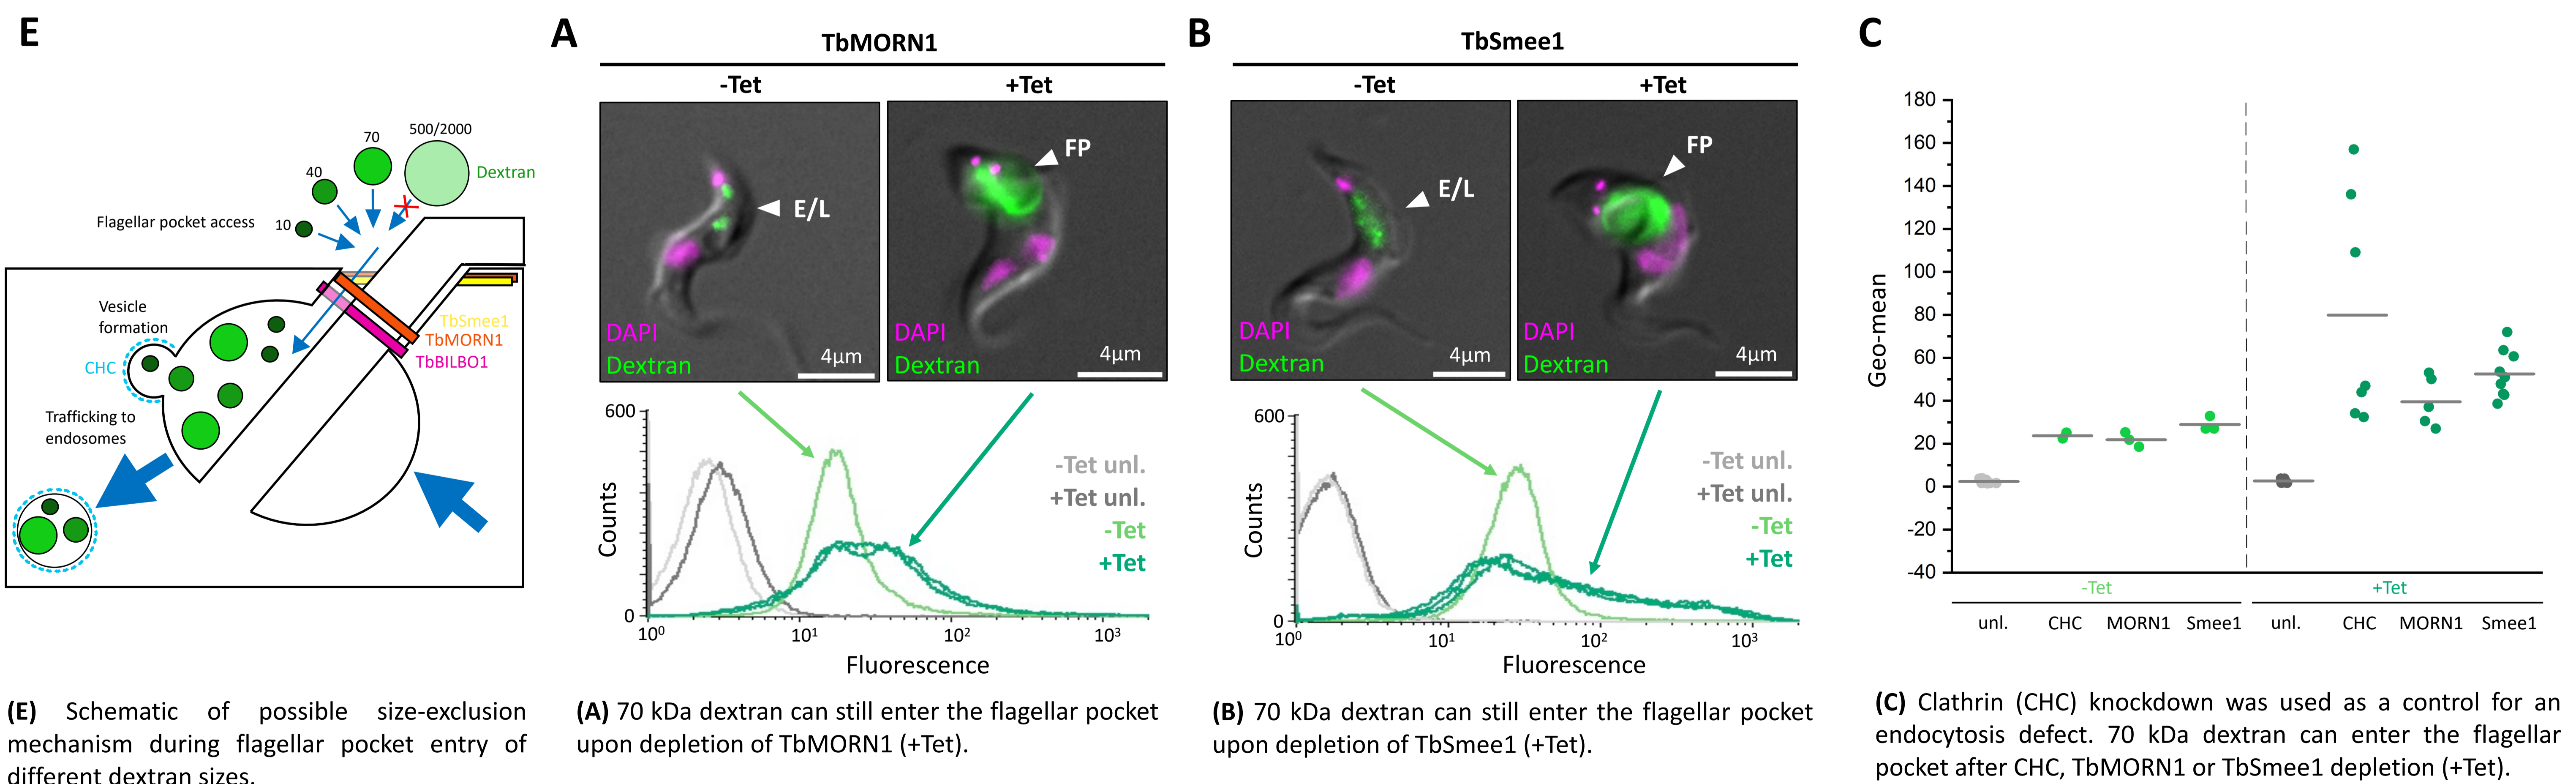 E
500/2000
70
40
10
Dextran
Flagellar pocket access
Vesicle
formation
CHC
TbSmee1
TbMORN1
TbBILBO1
Trafficking to
endosomes
(E) Schematic of possible size-exclusion
mechanism during flagellar pocket entry of
different dextran sizes.
A
TbMORN1
-Tet
+Tet
E/L
DAPI
Dextran
4µm
FP
DAPI
Dextran
4µm
600
0
Counts
10⁰
10¹
10²
10³
Fluorescence
-Tet unl.
+Tet unl.
-Tet
+Tet
(A) 70 kDa dextran can still enter the flagellar pocket
upon depletion of TbMORN1 (+Tet).
B
TbSmee1
-Tet
+Tet
E/L
DAPI
Dextran
4µm
FP
DAPI
Dextran
4µm
600
0
Counts
10⁰
10¹
10²
10³
Fluorescence
-Tet unl.
+Tet unl.
-Tet
+Tet
(B) 70 kDa dextran can still enter the flagellar pocket
upon depletion of TbSmee1 (+Tet).
C
Geo-mean
180
160
140
120
100
80
60
40
20
0
-20
-40
-Tet
+Tet
unl. CHC MORN1 Smee1 unl. CHC MORN1 Smee1
(C) Clathrin (CHC) knockdown was used as a control for an
endocytosis defect. 70 kDa dextran can enter the flagellar
pocket after CHC, TbMORN1 or TbSmee1 depletion (+Tet).